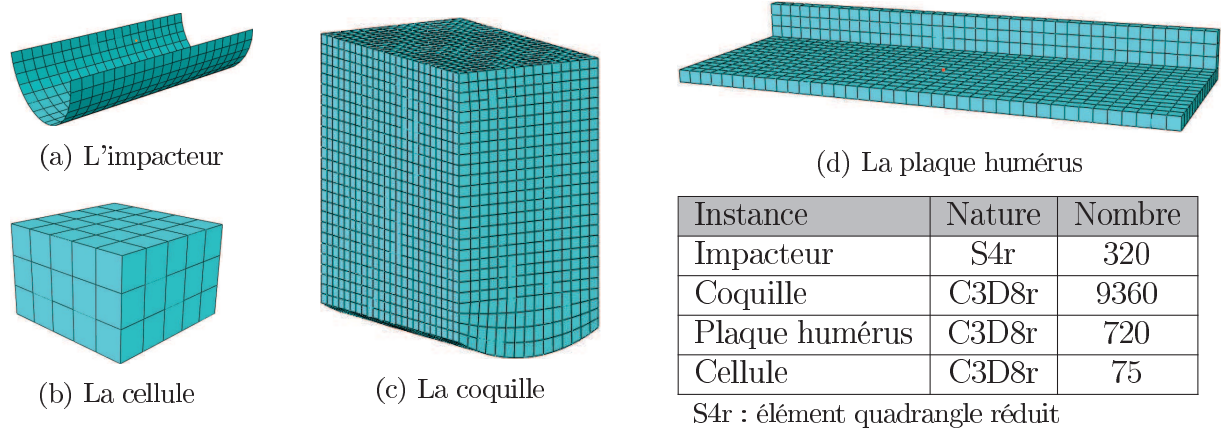 (a) L'impacteur
(b) La cellule
(c) La coquille
(d) La plaque humérus
Instance Nature Nombre
Impacteur S4r 320
Coquille C3D8r 9360
Plaque humérus C3D8r 720
Cellule C3D8r 75
S4r : élément quadrangle réduit